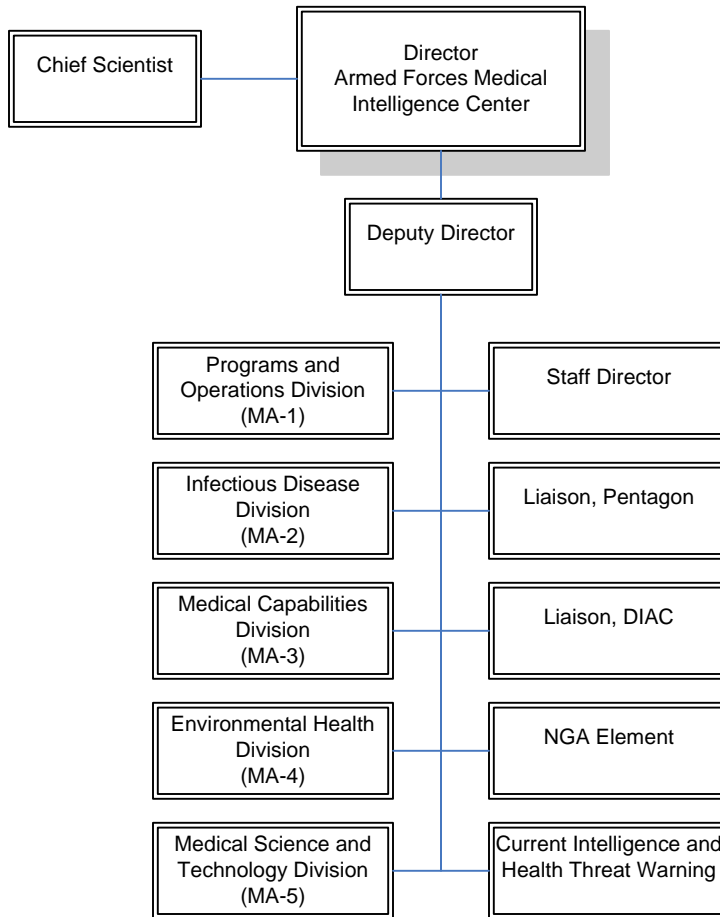 Chief Scientist
Director
Armed Forces Medical
Intelligence Center
Deputy Director
Programs and
Operations Division
(MA-1)
Staff Director
Infectious Disease
Division
(MA-2)
Liaison, Pentagon
Medical Capabilities
Division
(MA-3)
Liaison, DIAC
Environmental Health
Division
(MA-4)
NGA Element
Medical Science and
Technology Division
(MA-5)
Current Intelligence and
Health Threat Warning